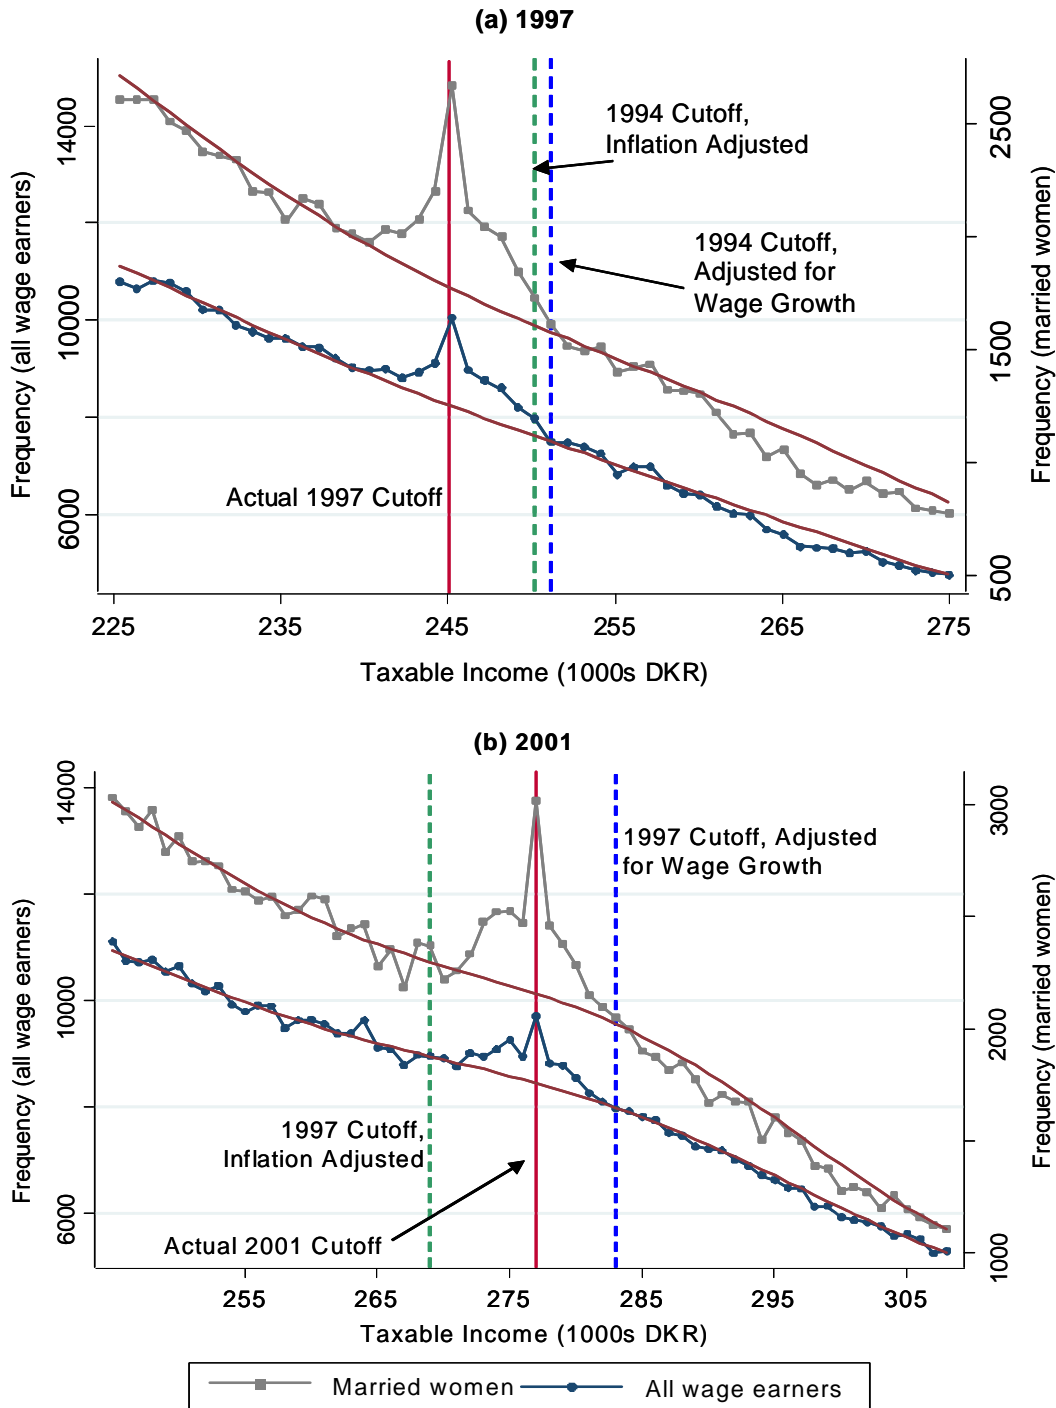 (a) 1997
Frequency (all wage earners)
14000
10000
6000
1994 Cutoff,
Inflation Adjusted
1994 Cutoff,
Adjusted for
Wage Growth
Actual 1997 Cutoff
2500
1500
500
Frequency (married women)
225
235
245
255
265
275
Taxable Income (1000s DKR)
(b) 2001
Frequency (all wage earners)
14000
10000
6000
1997 Cutoff, Adjusted
for Wage Growth
1997 Cutoff,
Inflation Adjusted
Actual 2001 Cutoff
3000
2000
1000
Frequency (married women)
255
265
275
285
295
305
Taxable Income (1000s DKR)
Married women
All wage earners